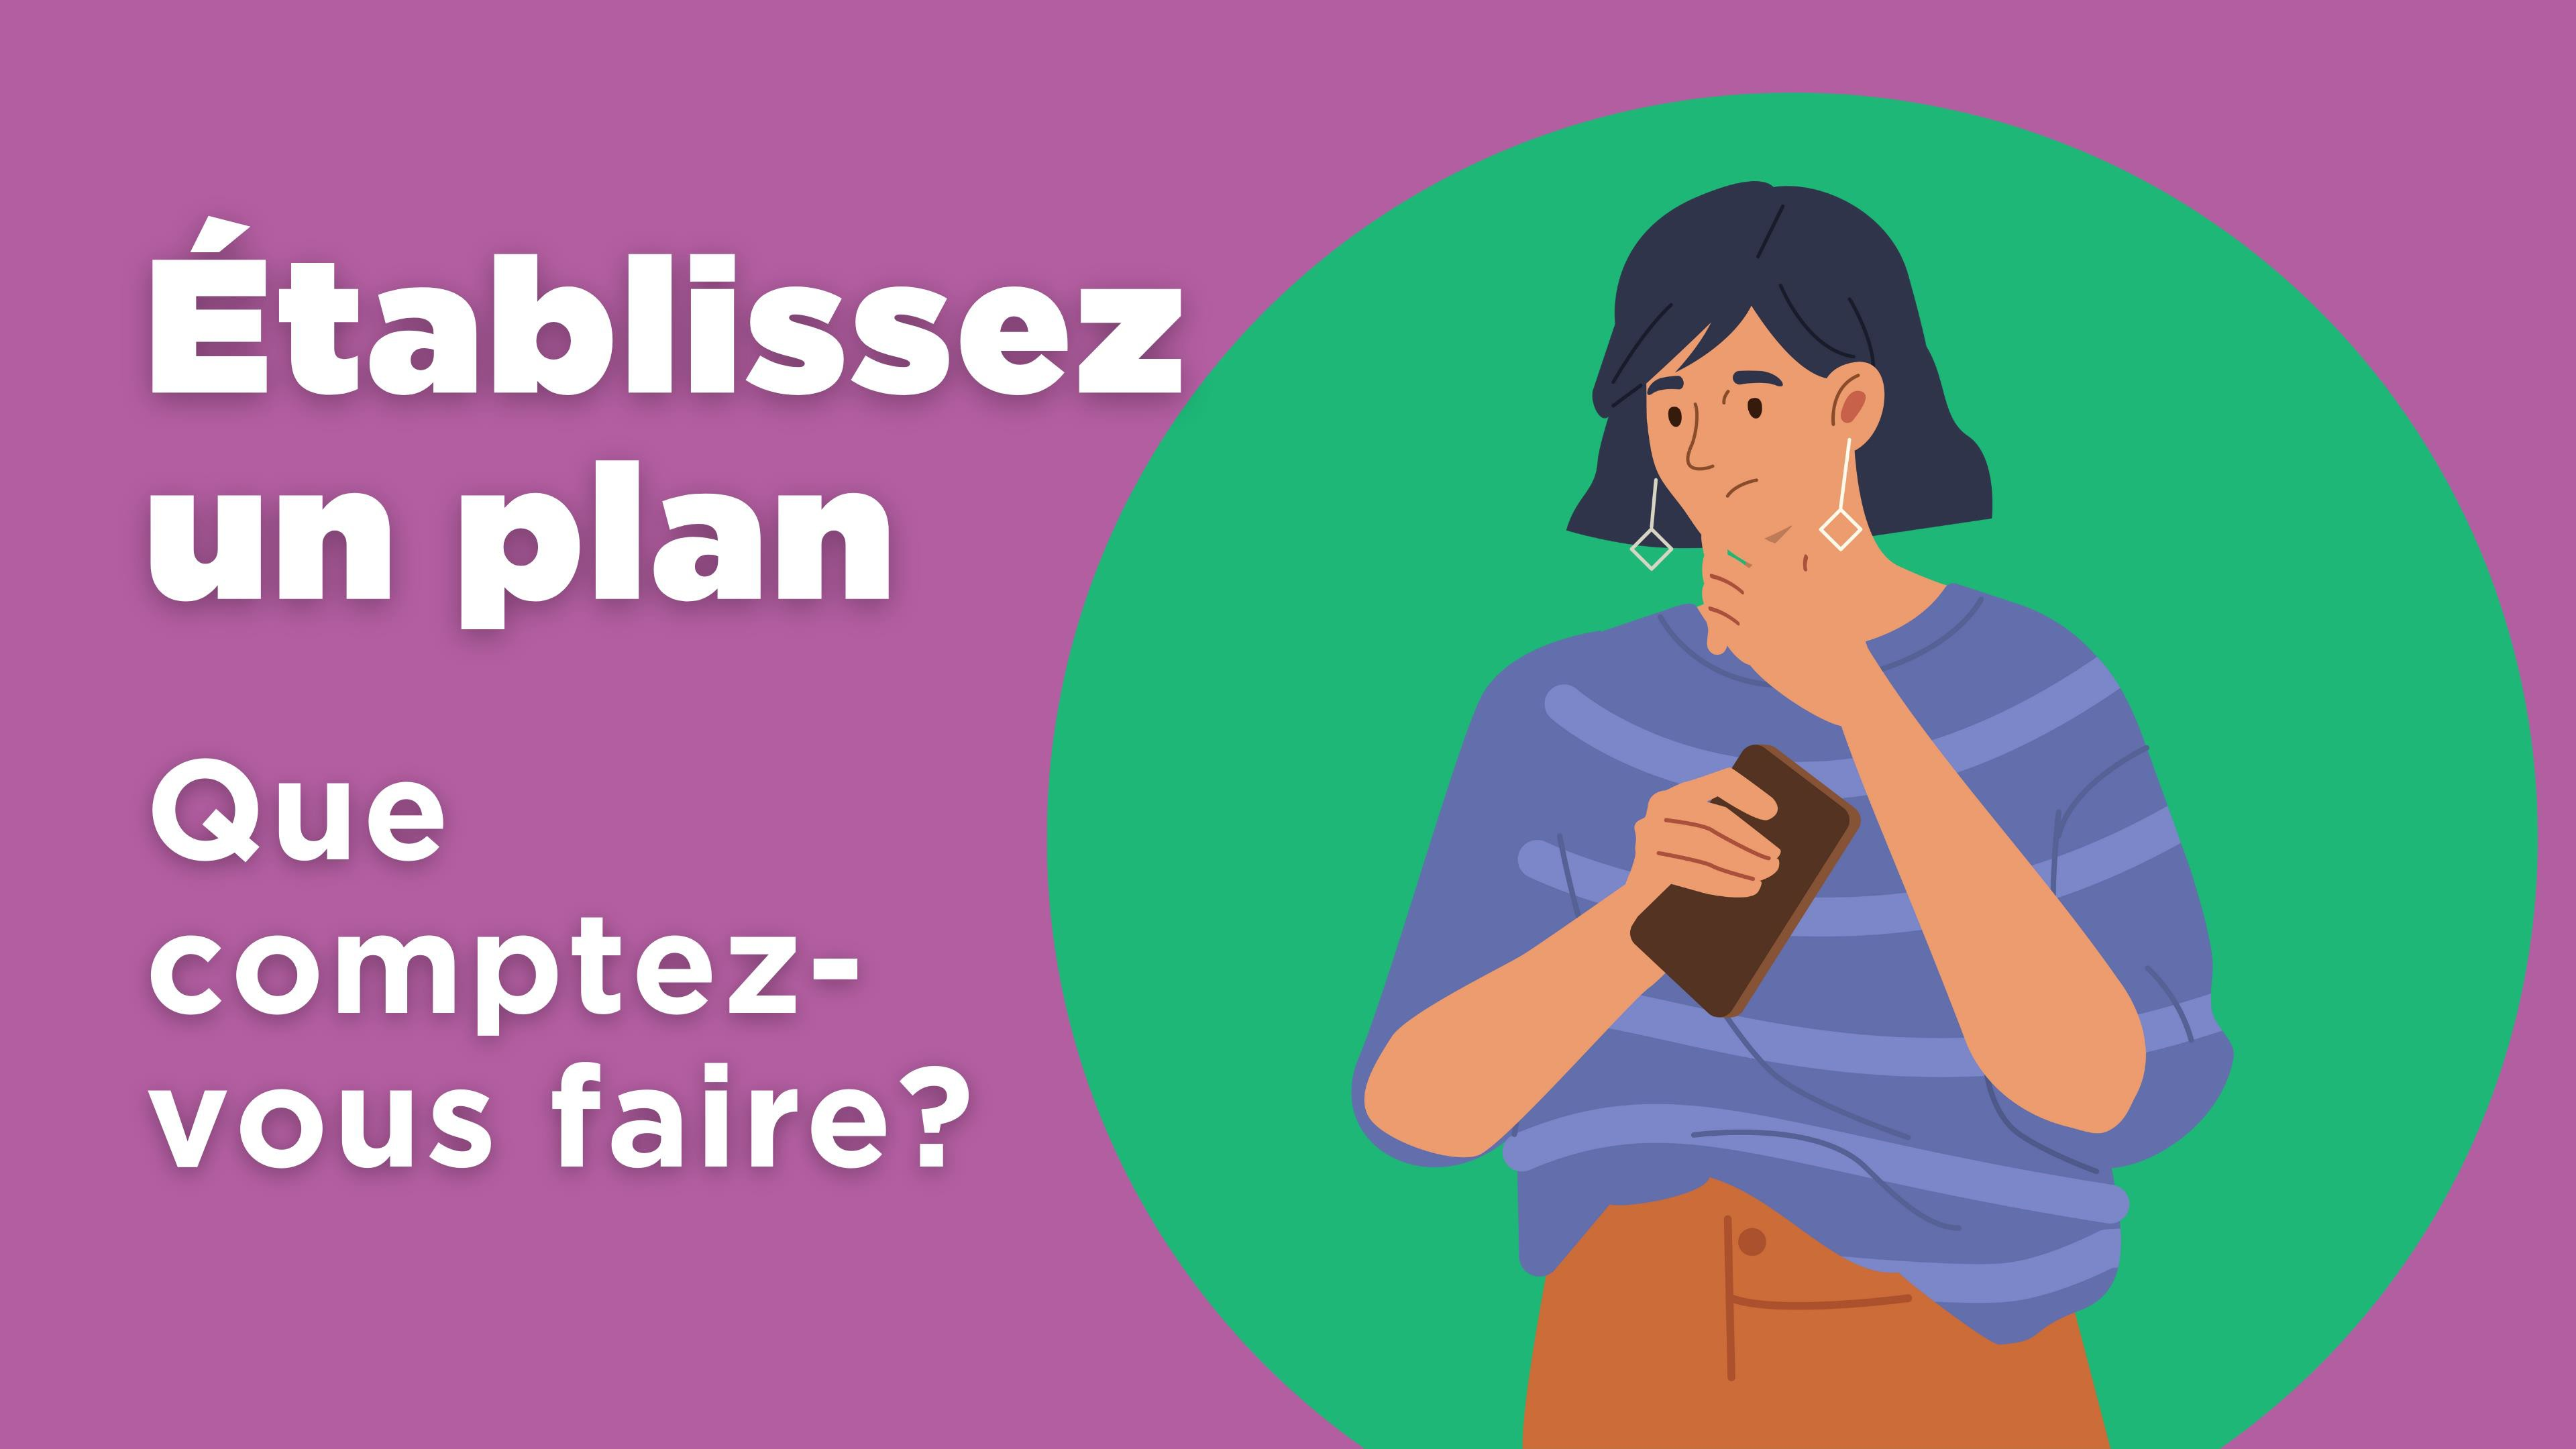 Établissez
un plan
Que
comptez-
vous faire?